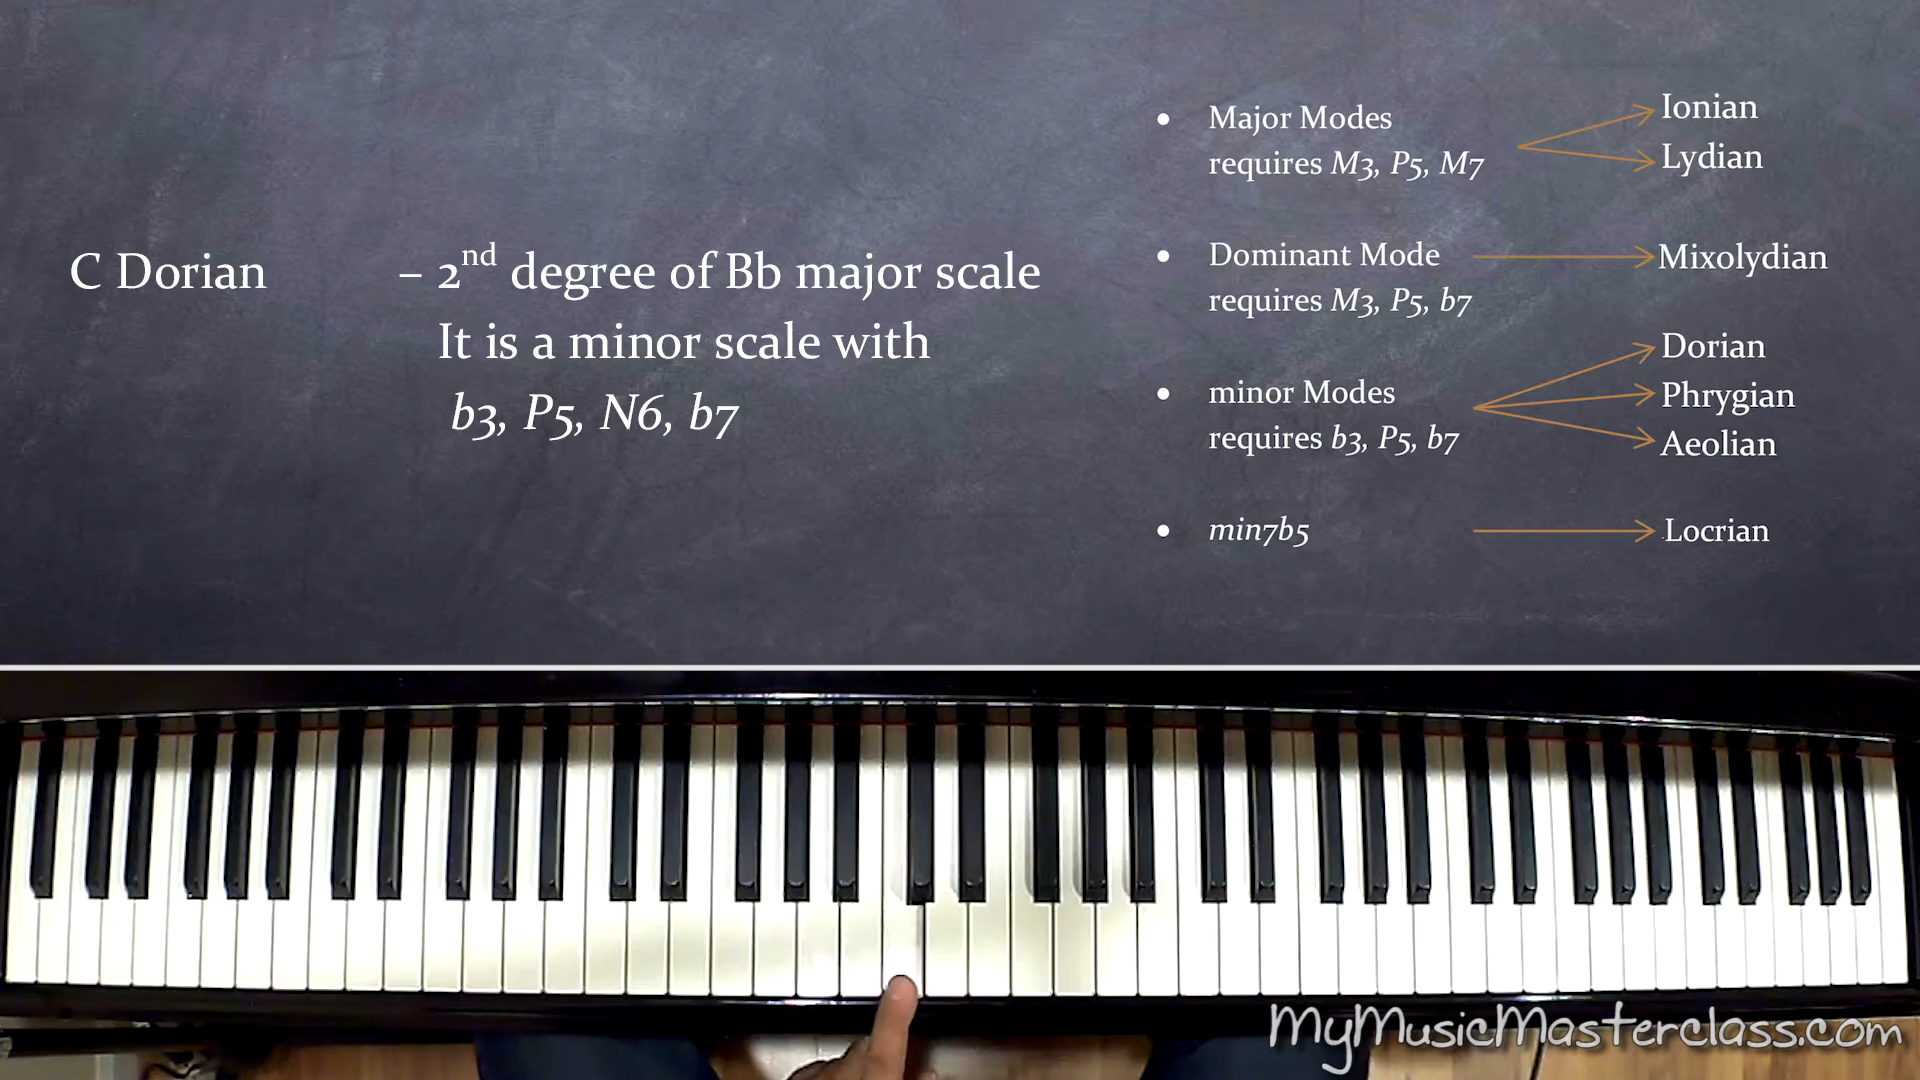 C Dorian – 2nd degree of Bb major scale
It is a minor scale with
b3, P5, N6, b7
• Major Modes
requires M3, P5, M7
Ionian
Lydian
• Dominant Mode
requires M3, P5, b7
Mixolydian
• minor Modes
requires b3, P5, b7
Dorian
Phrygian
Aeolian
• min7b5
Locrian
MyMusicMasterclass.com